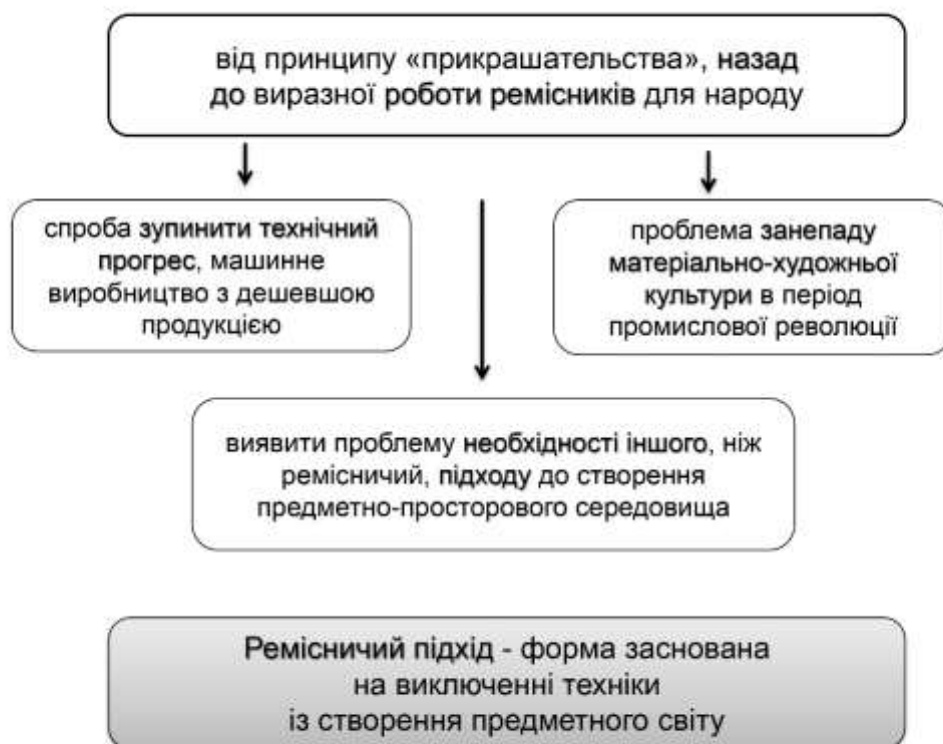 від принципу «прикрашательства», назад
до виразної роботи ремісників для народу
спроба зупинити технічний
прогрес, машинне
виробництво з дешевшою
продукцією
проблема занепаду
матеріально-художньої
культури в період
промислової революції
виявити проблему необхідності іншого, ніж
ремісничий, підходу до створення
предметно-просторового середовища
Ремісничий підхід - форма заснована
на виключенні техніки
із створення предметного світу